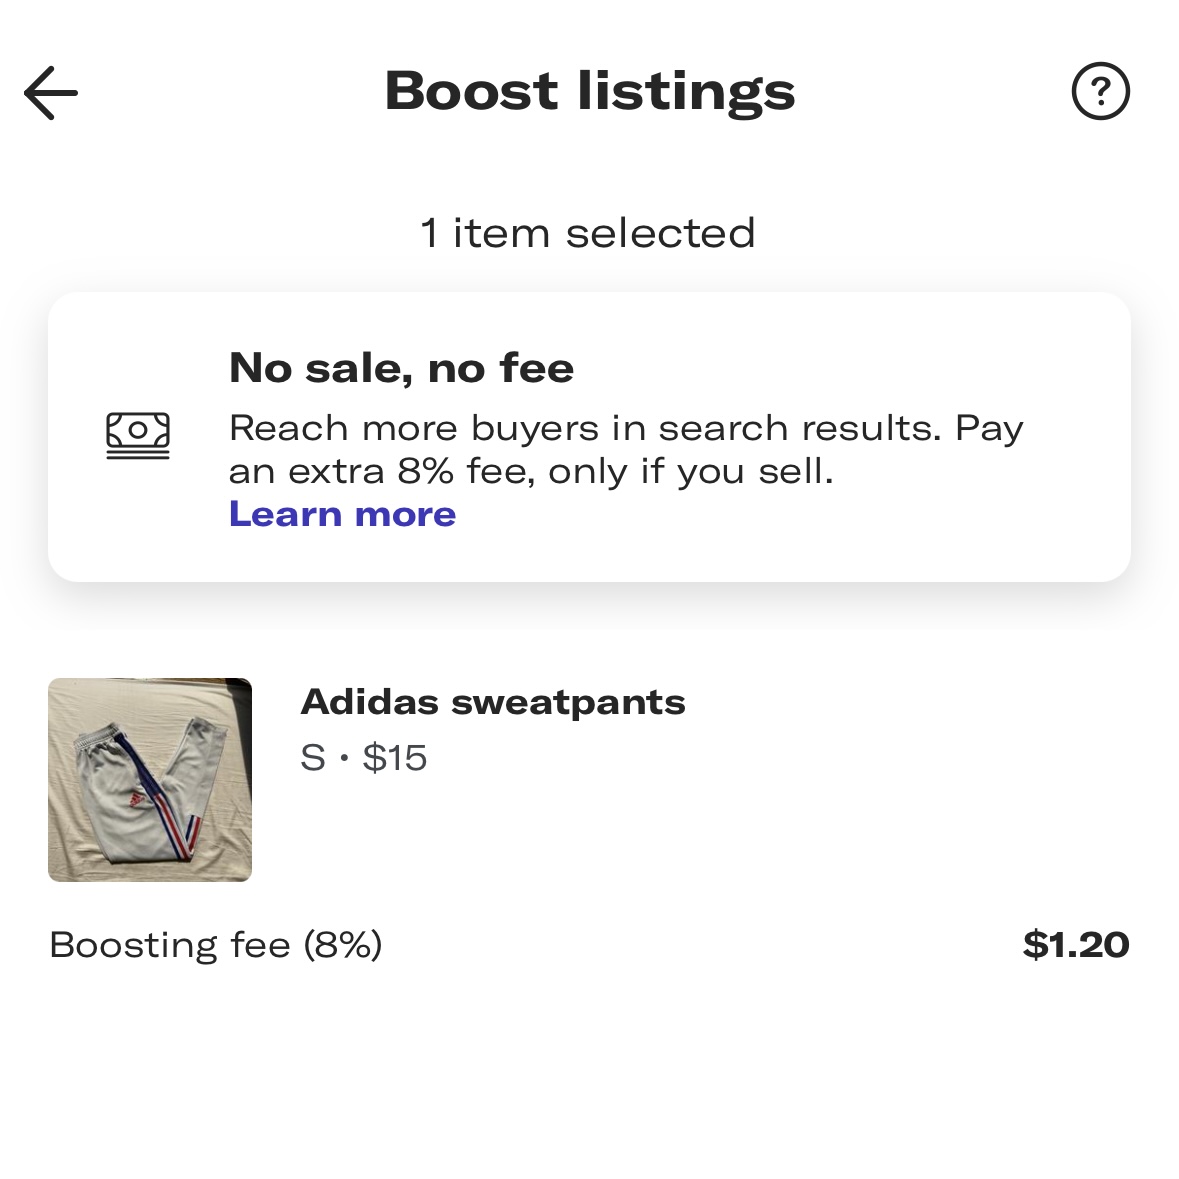 Boost listings
1 item selected
No sale, no fee
Reach more buyers in search results. Pay
an extra 8% fee, only if you sell.
Learn more
Adidas sweatpants
S • $15
Boosting fee (8%)
$1.20